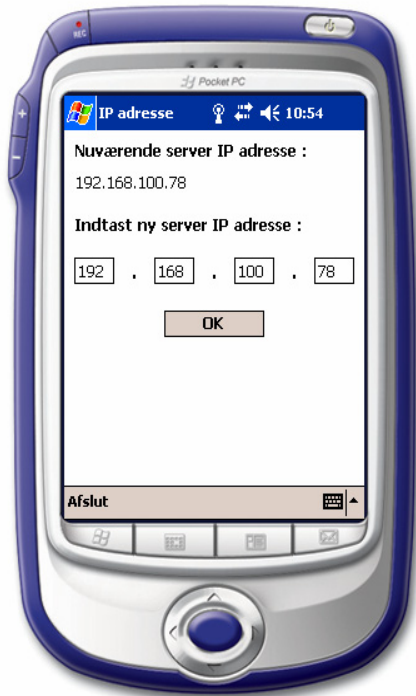 REC
Pocket PC
IP adresse 10:54
Nuværende server IP adresse :
192.168.100.78
Indtast ny server IP adresse :
192 . 168 . 100 . 78
OK
Afslut